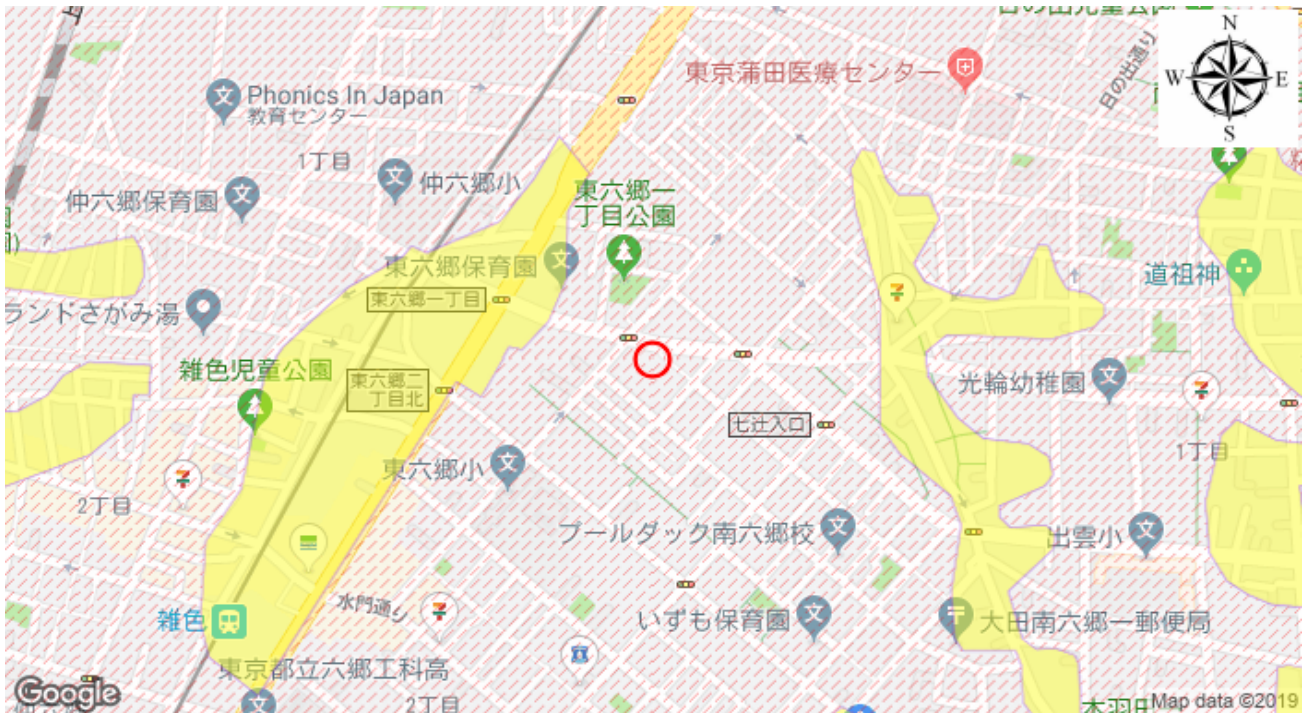 N
W
E
S
東京蒲田医療センター
日の出通り
Phonics In Japan
教育センター
1丁目
仲六郷小
仲六郷保育園
東六郷一
丁目公園
東六郷保育園
道祖神
東六郷一丁目
ランドさがみ湯
雑色児童公園
東六郷二
丁目北
光輪幼稚園
七辻入口
1丁目
東六郷小
2丁目
プールダック南六郷校
出雲小
水門通り
雑色
いずも保育園
大田南六郷一郵便局
東京都立六郷工科高
2丁目
Google
Map data ©2019